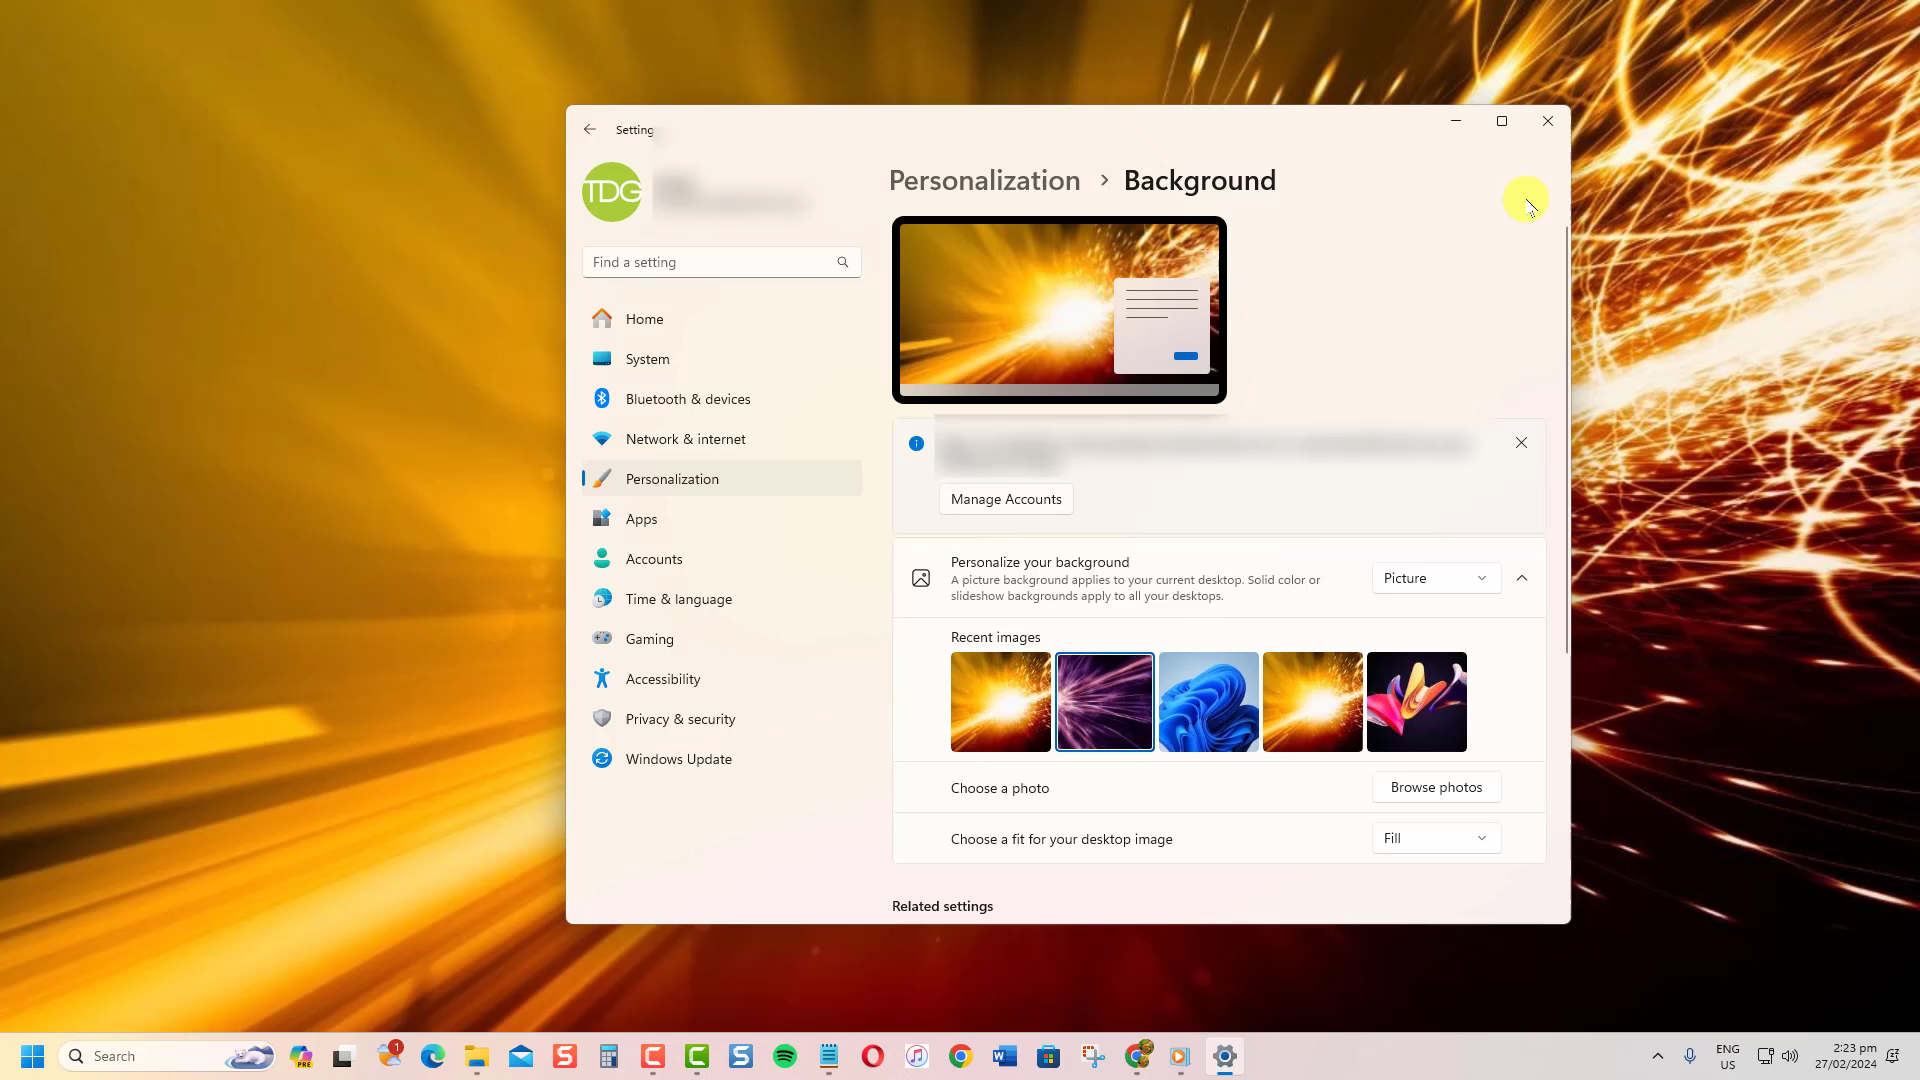 Setting
TDG
Personalization > Background
Find a setting
Home
System
Bluetooth & devices
Network & internet
Personalization
Apps
Accounts
Time & language
Gaming
Accessibility
Privacy & security
Windows Update
Manage Accounts
Personalize your background
A picture background applies to your current desktop. Solid color or
slideshow backgrounds apply to all your desktops.
Picture
Recent images
Choose a photo
Browse photos
Choose a fit for your desktop image
Fill
Related settings
Search
PRE
1
ENG
US
2:23 pm
27/02/2024